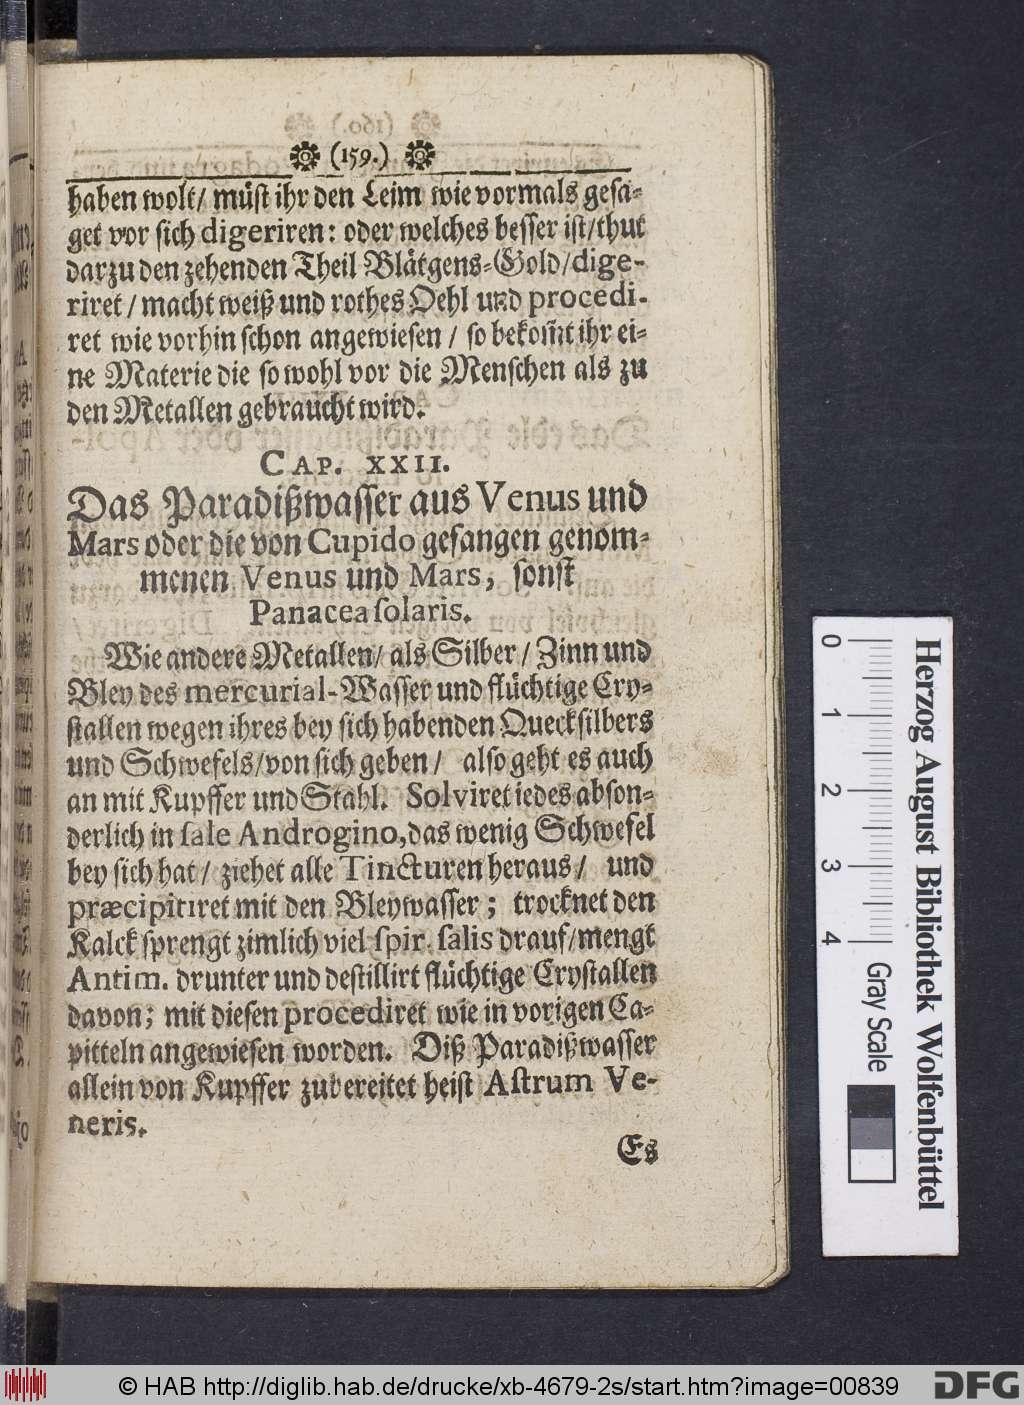 (159.)
haben wolt/ müst ihr den Leim wie vormals gesa-
get vor sich digeriren: oder welches besser ist/thut
darzu den zehenden Theil Blätgens-Gold/dige-
riret/ macht weiß und rothes Oehl und procedi-
ret wie vorhin schon angewiesen/ so bekom̃t ihr ei-
ne Materie die so wohl vor die Menschen als zu
den Metallen gebraucht wird.
CAP. XXII.
Das Paradißwasser aus Venus und
Mars oder die von Cupido gefangen genom-
menen Venus und Mars, sonst
Panacea solaris.
Wie andere Metallen/ als Silber/ Zinn und
Bley des mercurial-Wasser und flüchtige Cry-
stallen wegen ihres bey sich habenden Quecksilbers
und Schwefels/von sich geben/ also geht es auch
an mit Kupffer und Stahl. Solviret iedes abson-
derlich in sale Androgino, das wenig Schwefel
bey sich hat/ ziehet alle Tincturen heraus/ und
præcipitiret mit den Bleywasser; trocknet den
Kalck sprengt zimlich viel spir. salis drauf/mengt
Antim. drunter und destillirt flüchtige Crystallen
davon; mit diesen procediret wie in vorigen Ca-
pitteln angewiesen worden. Diß Paradißwasser
allein von Kupffer zubereitet heist Astrum Ve-
neris.
Es
0 1 2 3 4
Gray Scale
Herzog August Bibliothek Wolfenbüttel
© HAB http://diglib.hab.de/drucke/xb-4679-2s/start.htm?image=00839
DFG